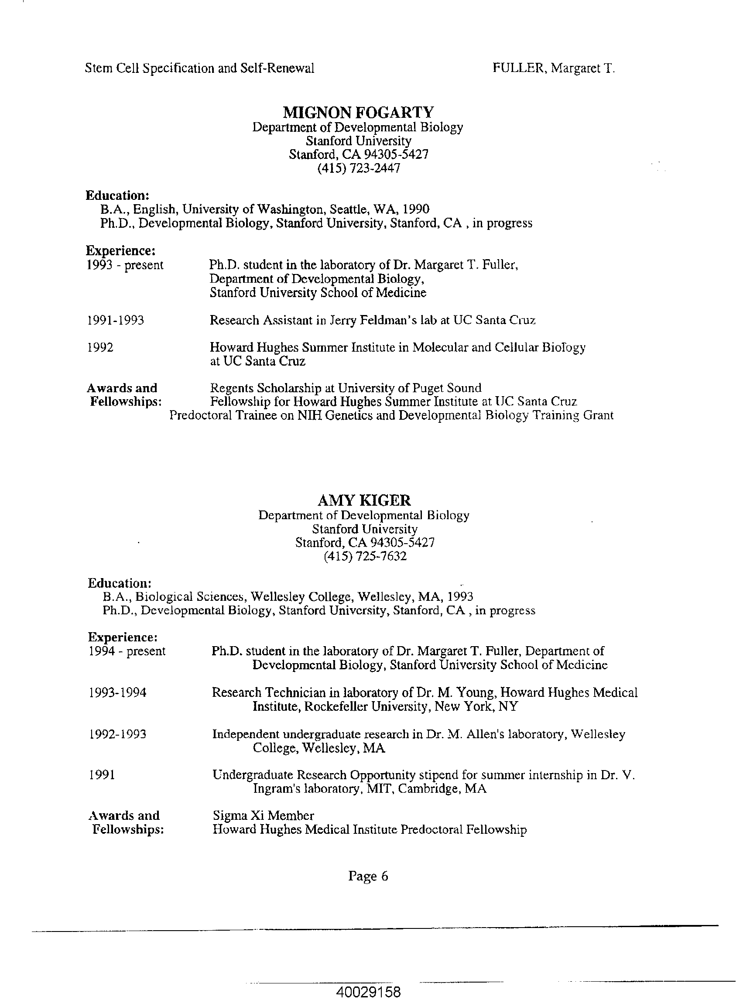 Stem Cell Specification and Self-Renewal FULLER, Margaret T.
MIGNON FOGARTY
Department of Developmental Biology
Stanford University
Stanford, CA 94305-5427
(415) 723-2447
Education:
B.A., English, University of Washington, Seattle, WA, 1990
Ph.D., Developmental Biology, Stanford University, Stanford, CA , in progress
Experience:
1993 - present Ph.D. student in the laboratory of Dr. Margaret T. Fuller,
Department of Developmental Biology,
Stanford University School of Medicine
1991-1993 Research Assistant in Jerry Feldman's lab at UC Santa Cruz
1992 Howard Hughes Summer Institute in Molecular and Cellular Biology
at UC Santa Cruz
Awards and Regents Scholarship at University of Puget Sound
Fellowships: Fellowship for Howard Hughes Summer Institute at UC Santa Cruz
Predoctoral Trainee on NIH Genetics and Developmental Biology Training Grant
AMY KIGER
Department of Developmental Biology
Stanford University
Stanford, CA 94305-5427
(415) 725-7632
Education:
B.A., Biological Sciences, Wellesley College, Wellesley, MA, 1993
Ph.D., Developmental Biology, Stanford University, Stanford, CA , in progress
Experience:
1994 - present Ph.D. student in the laboratory of Dr. Margaret T. Fuller, Department of
Developmental Biology, Stanford University School of Medicine
1993-1994 Research Technician in laboratory of Dr. M. Young, Howard Hughes Medical
Institute, Rockefeller University, New York, NY
1992-1993 Independent undergraduate research in Dr. M. Allen's laboratory, Wellesley
College, Wellesley, MA
1991 Undergraduate Research Opportunity stipend for summer internship in Dr. V.
Ingram's laboratory, MIT, Cambridge, MA
Awards and Sigma Xi Member
Fellowships: Howard Hughes Medical Institute Predoctoral Fellowship
Page 6
40029158